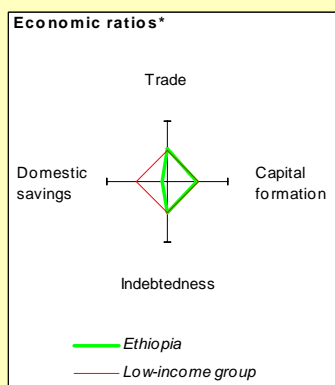 Economic ratios*
Trade
Domestic
savings
Capital
formation
Indebtedness
Ethiopia
Low-income group